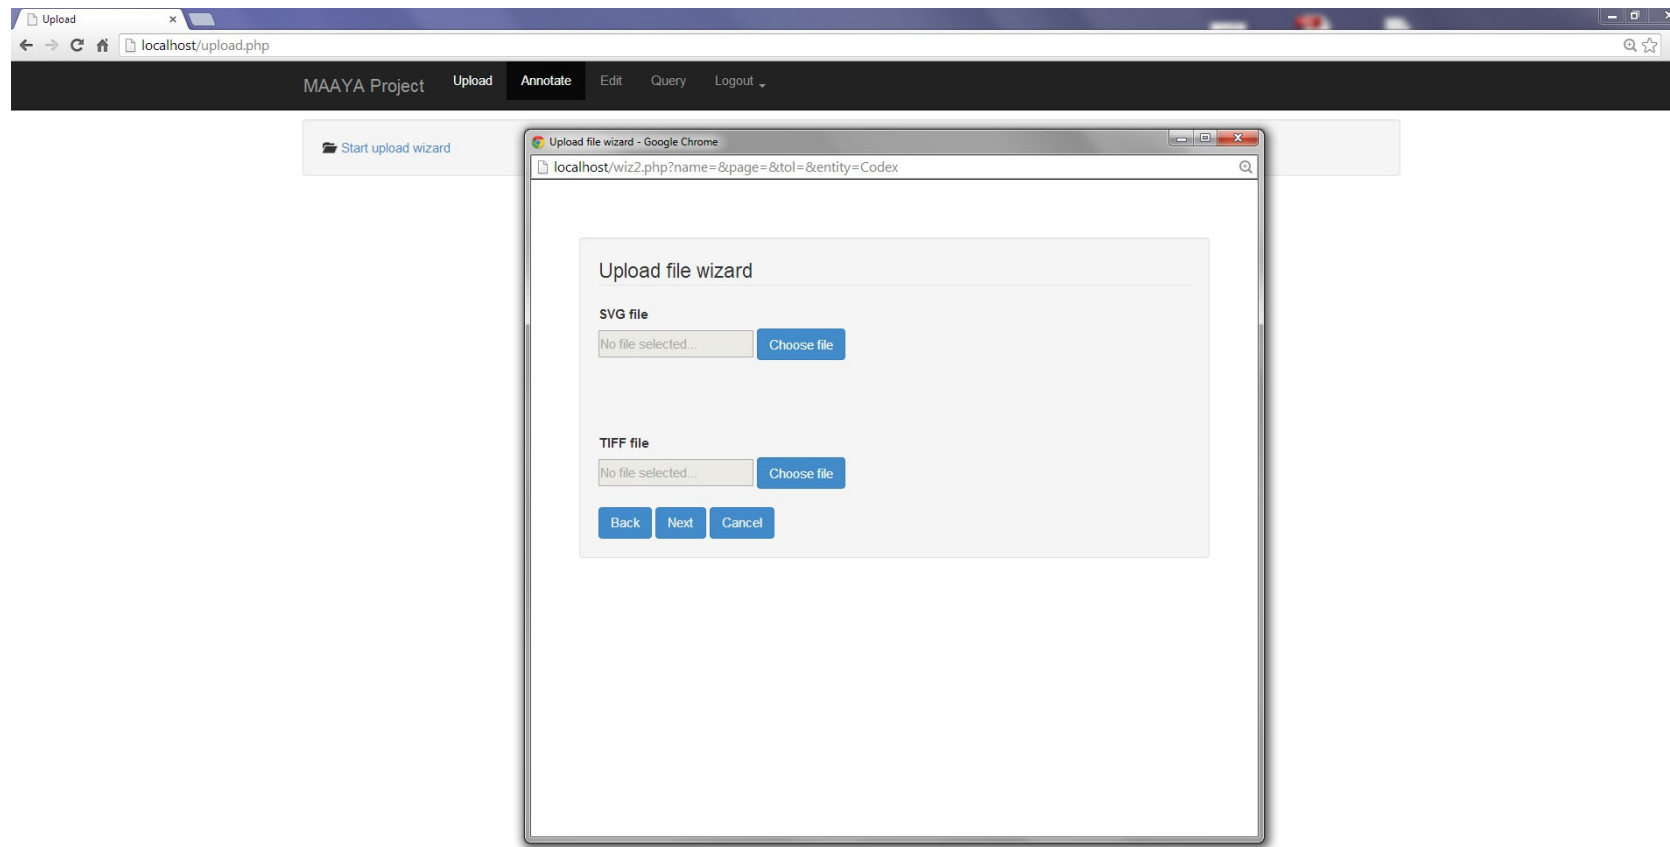 Upload
localhost/upload.php
MAAYA Project Upload Annotate Edit Query Logout
Start upload wizard
Upload file wizard - Google Chrome
localhost/wiz2.php?name=&page=&tol=&entity=Codex
Upload file wizard
SVG file
No file selected... Choose file
TIFF file
No file selected... Choose file
Back Next Cancel